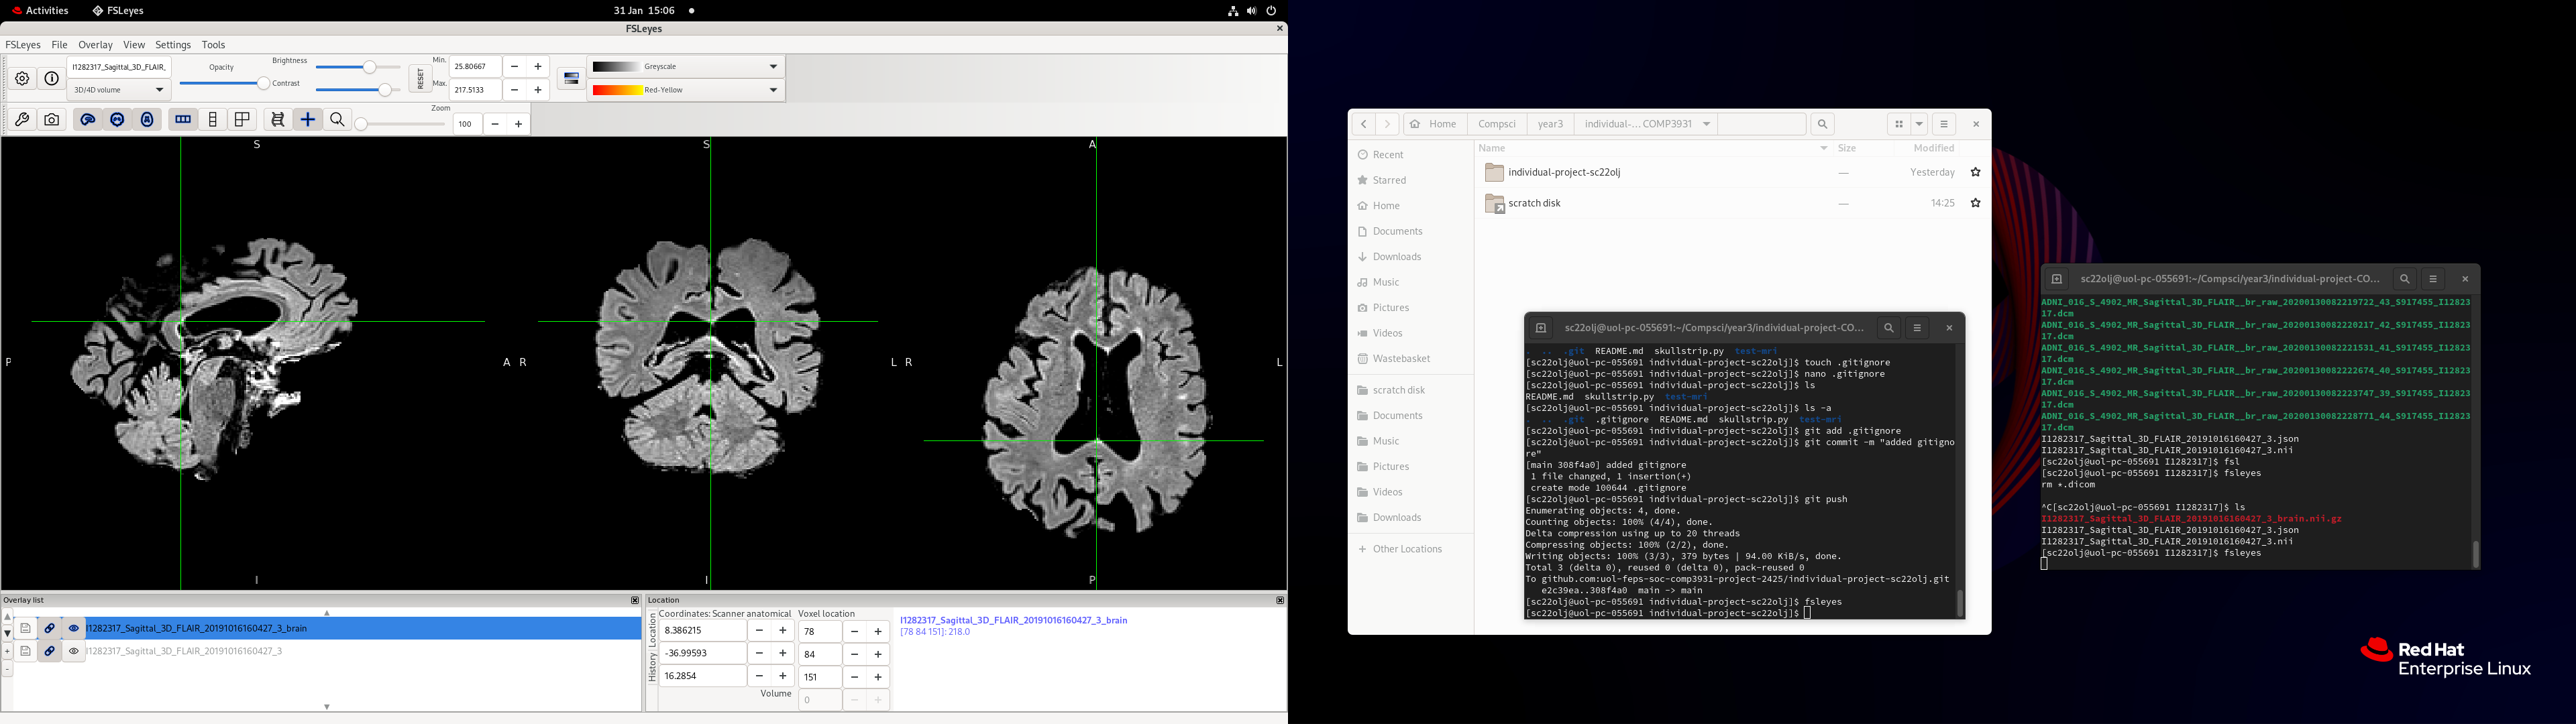 Activities
FSLeyes
31 Jan 15:06
FSLeyes
FSLeyes File Overlay View Settings Tools
I1282317_Sagittal_3D_FLAIR_
3D/4D volume
Opacity
Brightness
Contrast
RESET
Min. 25.80667
Max. 217.5133
Greyscale
Red-Yellow
Zoom
100
S
S
A
P
A R
L R
L
I
I
P
Overlay list
I1282317_Sagittal_3D_FLAIR_20191016160427_3_brain
I1282317_Sagittal_3D_FLAIR_20191016160427_3
Location
Location
History
Coordinates: Scanner anatomical
Voxel location
8.386215
78
-36.99593
84
16.2854
151
Volume
0
I1282317_Sagittal_3D_FLAIR_20191016160427_3_brain
[78 84 151]: 218.0
Home Compsci year3 individual-... COMP3931
Name Size Modified
Recent
Starred
Home
Documents
Downloads
Music
Pictures
Videos
Wastebasket
scratch disk
Documents
Music
Pictures
Videos
Downloads
Other Locations
individual-project-sc22olj — Yesterday
scratch disk — 14:25
sc22olj@uol-pc-055691:~/Compsci/year3/individual-project-CO...
. .. .git README.md skullstrip.py test-mri
[sc22olj@uol-pc-055691 individual-project-sc22olj]$ touch .gitignore
[sc22olj@uol-pc-055691 individual-project-sc22olj]$ nano .gitignore
[sc22olj@uol-pc-055691 individual-project-sc22olj]$ ls
README.md skullstrip.py test-mri
[sc22olj@uol-pc-055691 individual-project-sc22olj]$ ls -a
. .. .git .gitignore README.md skullstrip.py test-mri
[sc22olj@uol-pc-055691 individual-project-sc22olj]$ git add .gitignore
[sc22olj@uol-pc-055691 individual-project-sc22olj]$ git commit -m "added gitigno
re"
[main 308f4a0] added gitignore
1 file changed, 1 insertion(+)
create mode 100644 .gitignore
[sc22olj@uol-pc-055691 individual-project-sc22olj]$ git push
Enumerating objects: 4, done.
Counting objects: 100% (4/4), done.
Delta compression using up to 20 threads
Compressing objects: 100% (2/2), done.
Writing objects: 100% (3/3), 379 bytes | 94.00 KiB/s, done.
Total 3 (delta 0), reused 0 (delta 0), pack-reused 0
To github.com:uol-feps-soc-comp3931-project-2425/individual-project-sc22olj.git
e2c39ea..308f4a0 main -> main
[sc22olj@uol-pc-055691 individual-project-sc22olj]$ fsleyes
[sc22olj@uol-pc-055691 individual-project-sc22olj]$
sc22olj@uol-pc-055691:~/Compsci/year3/individual-project-CO...
ADNI_016_S_4902_MR_Sagittal_3D_FLAIR__br_raw_20200130082219722_43_S917455_I12823
17.dcm
ADNI_016_S_4902_MR_Sagittal_3D_FLAIR__br_raw_20200130082220217_42_S917455_I12823
17.dcm
ADNI_016_S_4902_MR_Sagittal_3D_FLAIR__br_raw_20200130082221531_41_S917455_I12823
17.dcm
ADNI_016_S_4902_MR_Sagittal_3D_FLAIR__br_raw_20200130082222674_40_S917455_I12823
17.dcm
ADNI_016_S_4902_MR_Sagittal_3D_FLAIR__br_raw_20200130082223747_39_S917455_I12823
17.dcm
ADNI_016_S_4902_MR_Sagittal_3D_FLAIR__br_raw_20200130082228771_44_S917455_I12823
17.dcm
I1282317_Sagittal_3D_FLAIR_20191016160427_3.json
I1282317_Sagittal_3D_FLAIR_20191016160427_3.nii
[sc22olj@uol-pc-055691 I1282317]$ fsl
[sc22olj@uol-pc-055691 I1282317]$ fsleyes
rm *.dicom
^C[sc22olj@uol-pc-055691 I1282317]$ ls
I1282317_Sagittal_3D_FLAIR_20191016160427_3_brain.nii.gz
I1282317_Sagittal_3D_FLAIR_20191016160427_3.json
I1282317_Sagittal_3D_FLAIR_20191016160427_3.nii
[sc22olj@uol-pc-055691 I1282317]$ fsleyes
Red Hat
Enterprise Linux